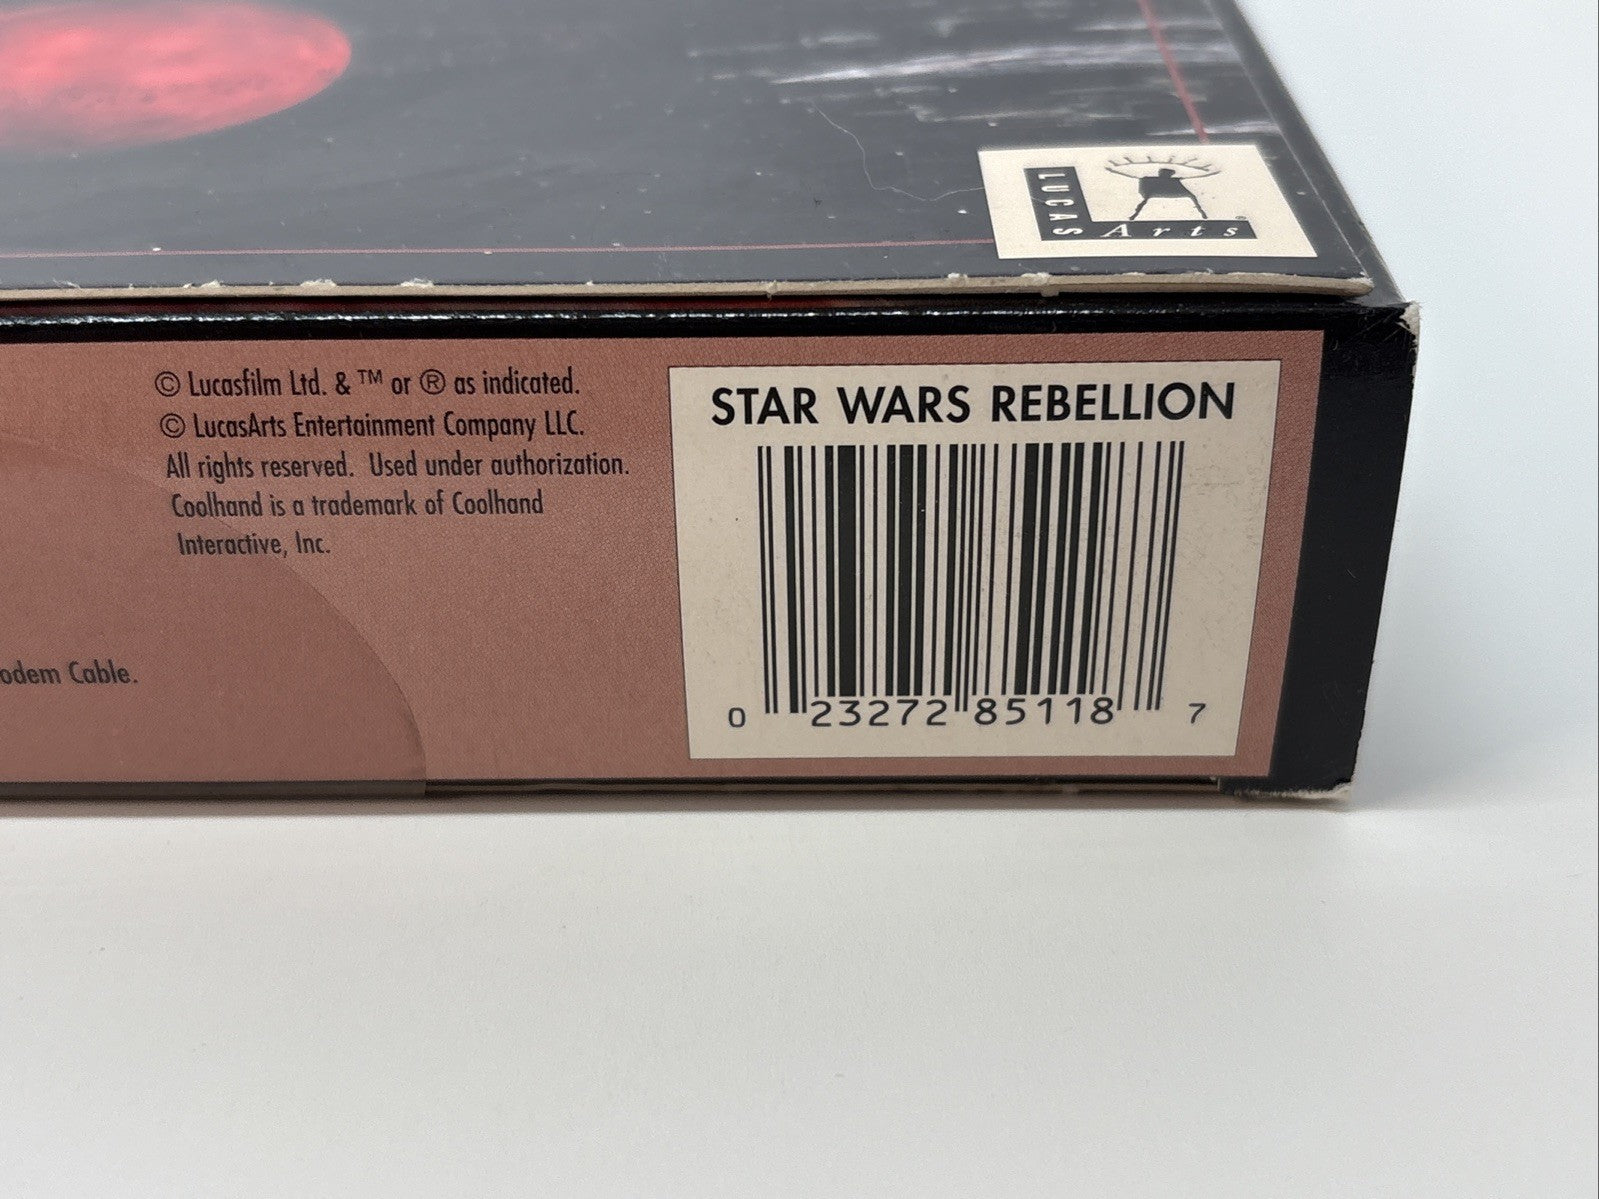 LUCAS
Arts ®
© Lucasfilm Ltd. & ™ or ® as indicated.
© LucasArts Entertainment Company LLC.
All rights reserved. Used under authorization.
Coolhand is a trademark of Coolhand
Interactive, Inc.
odem Cable.
STAR WARS REBELLION
0 23272 85118 7